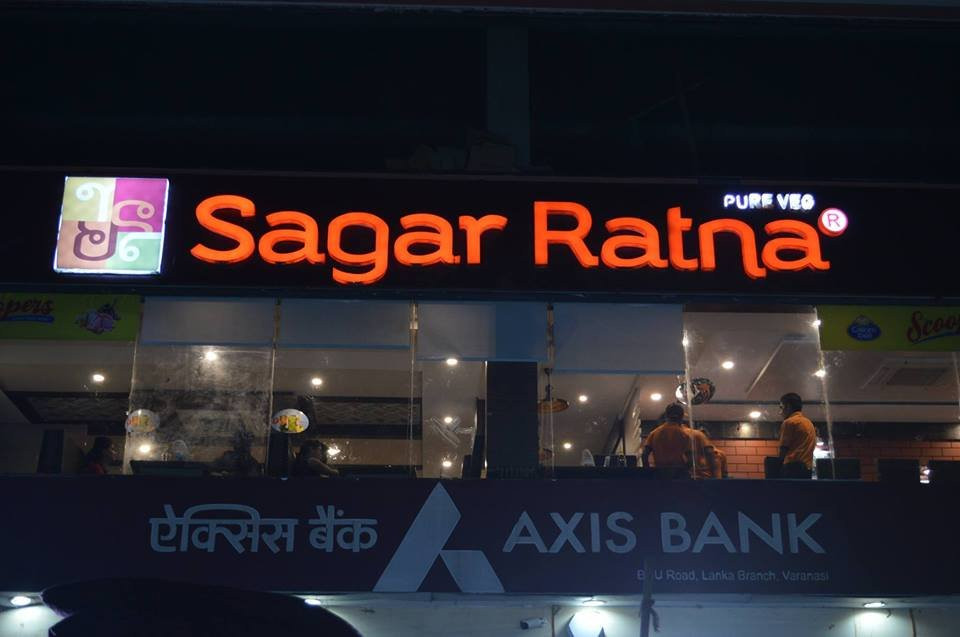 PURE VEG
Sagar Ratna®
ऐक्सिस बैंक
AXIS BANK
BHU Road, Lanka Branch, Varanasi